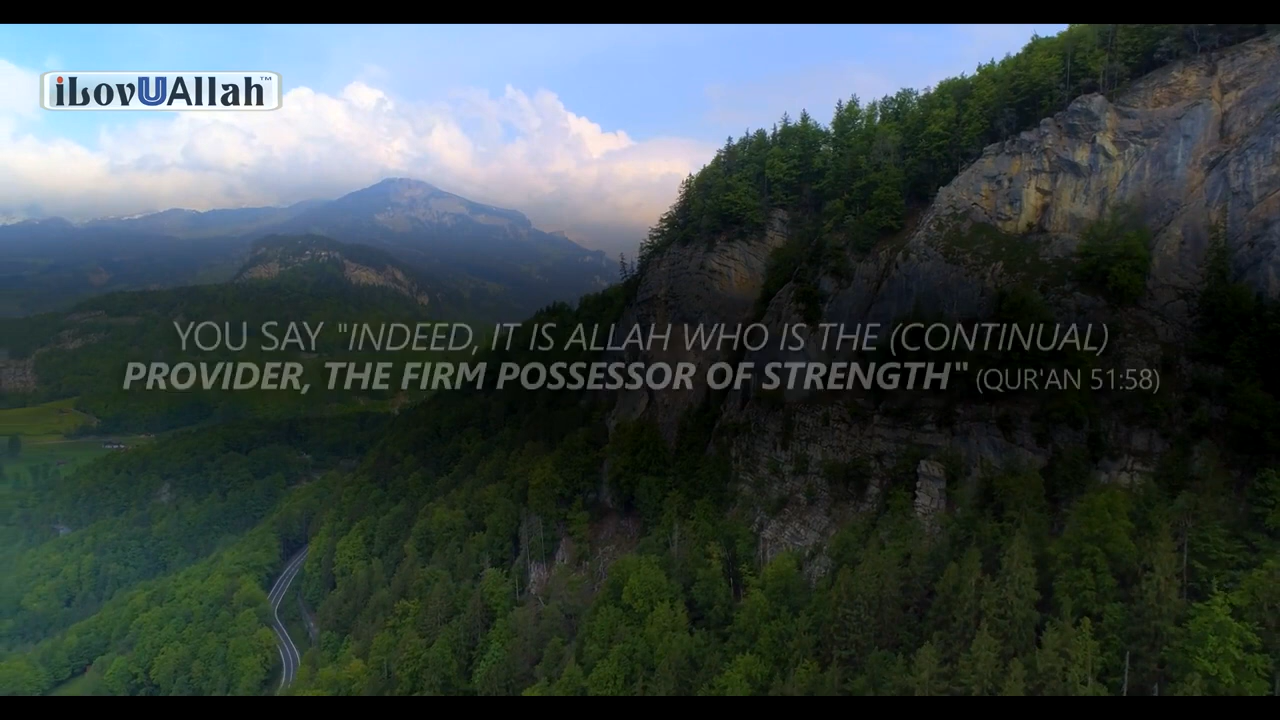 iLovUAllah™
YOU SAY "INDEED, IT IS ALLAH WHO IS THE (CONTINUAL)
PROVIDER, THE FIRM POSSESSOR OF STRENGTH" (QUR'AN 51:58)